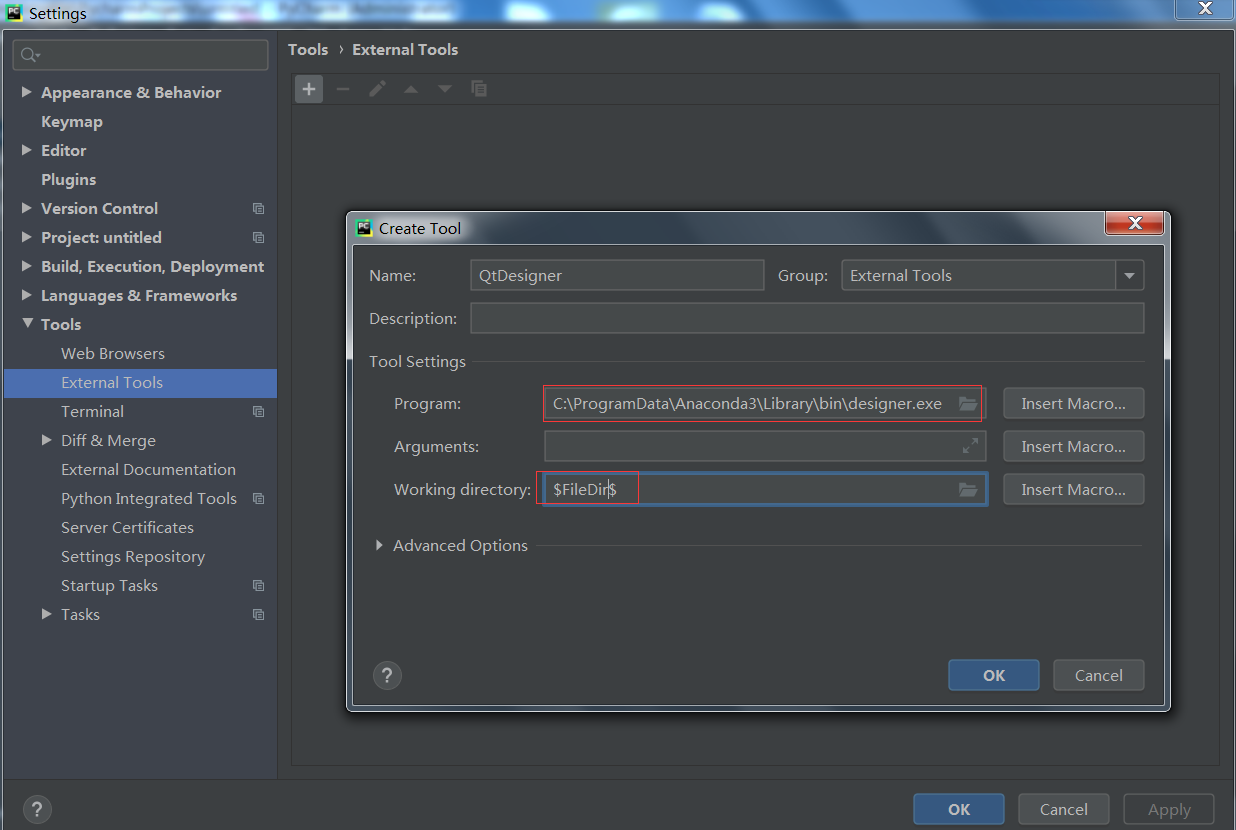 Settings
Tools › External Tools
Appearance & Behavior
Keymap
Editor
Plugins
Version Control
Project: untitled
Build, Execution, Deployment
Languages & Frameworks
Tools
Web Browsers
External Tools
Terminal
Diff & Merge
External Documentation
Python Integrated Tools
Server Certificates
Settings Repository
Startup Tasks
Tasks
Create Tool
Name: QtDesigner Group: External Tools
Description:
Tool Settings
Program: C:\ProgramData\Anaconda3\Library\bin\designer.exe Insert Macro...
Arguments: Insert Macro...
Working directory: $FileDir$ Insert Macro...
Advanced Options
? OK Cancel
? OK Cancel Apply